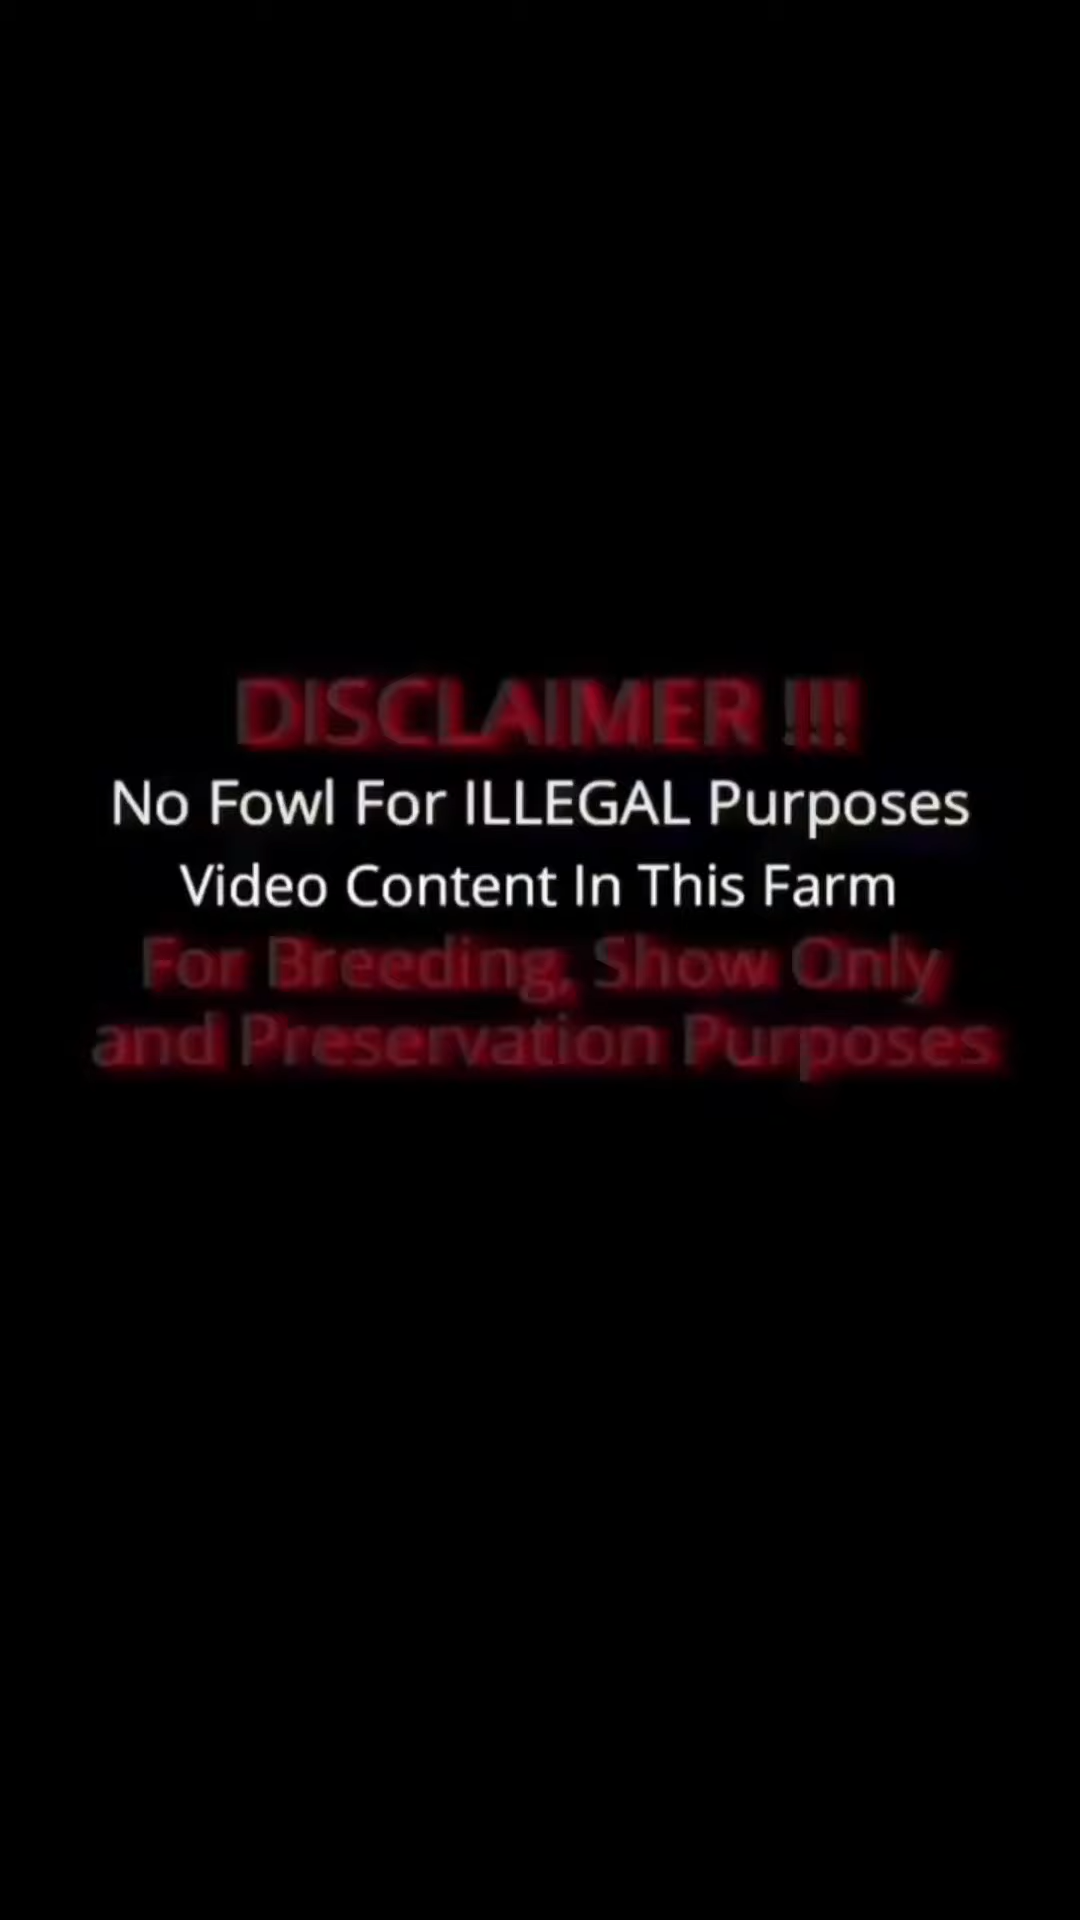 DISCLAIMER !!!
No Fowl For ILLEGAL Purposes
Video Content In This Farm
For Breeding, Show Only
and Preservation Purposes